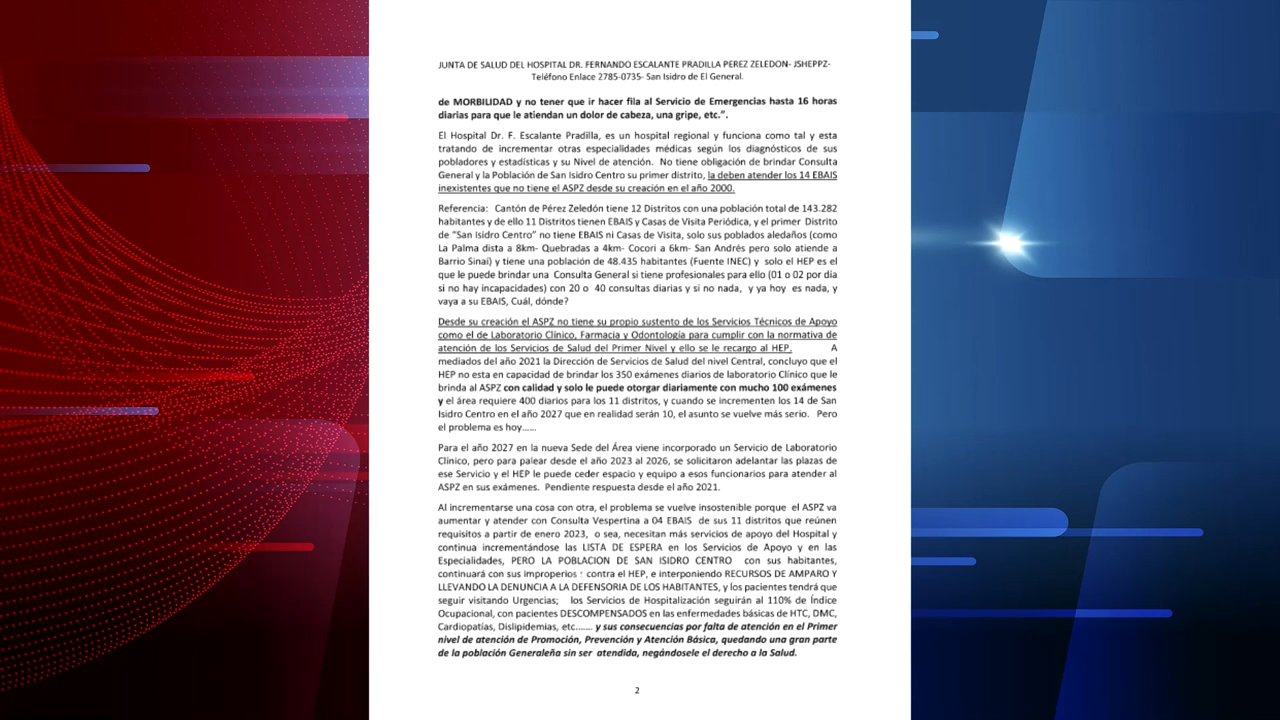 JUNTA DE SALUD DEL HOSPITAL DR. FERNANDO ESCALANTE PRADILLA PEREZ ZELEDON- JSHEPPZ-
Teléfono Enlace 2785-0735- San Isidro de El General.
de MORBILIDAD y no tener que ir hacer fila al Servicio de Emergencias hasta 16 horas
diarias para que le atiendan un dolor de cabeza, una gripe, etc.”.
El Hospital Dr. F. Escalante Pradilla, es un hospital regional y funciona como tal y esta
tratando de incrementar otras especialidades médicas según los diagnósticos de sus
pobladores y estadísticas y su Nivel de atención. No tiene obligación de brindar Consulta
General y la Población de San Isidro Centro su primer distrito, la deben atender los 14 EBAIS
inexistentes que no tiene el ASPZ desde su creación en el año 2000.
Referencia: Cantón de Pérez Zeledón tiene 12 Distritos con una población total de 143.282
habitantes y de ello 11 Distritos tienen EBAIS y Casas de Visita Periódica, y el primer Distrito
de “San Isidro Centro” no tiene EBAIS ni Casas de Visita, solo sus poblados aledaños (como
La Palma dista a 8km- Quebradas a 4km- Cocori a 6km- San Andrés pero solo atiende a
Barrio Sinaí) y tiene una población de 48.435 habitantes (Fuente INEC) y solo el HEP es el
que le puede brindar una Consulta General si tiene profesionales para ello (01 o 02 por día
si no hay incapacidades) con 20 o 40 consultas diarias y si no nada, y ya hoy es nada, y
vaya a su EBAIS, Cuál, dónde?
Desde su creación el ASPZ no tiene su propio sustento de los Servicios Técnicos de Apoyo
como el de Laboratorio Clínico, Farmacia y Odontología para cumplir con la normativa de
atención de los Servicios de Salud del Primer Nivel y ello se le recargo al HEP. A
mediados del año 2021 la Dirección de Servicios de Salud del nivel Central, concluyo que el
HEP no esta en capacidad de brindar los 350 exámenes diarios de laboratorio Clínico que le
brinda al ASPZ con calidad y solo le puede otorgar diariamente con mucho 100 exámenes
y el área requiere 400 diarios para los 11 distritos, y cuando se incrementen los 14 de San
Isidro Centro en el año 2027 que en realidad serán 10, el asunto se vuelve más serio. Pero
el problema es hoy......
Para el año 2027 en la nueva Sede del Área viene incorporado un Servicio de Laboratorio
Clínico, pero para palear desde el año 2023 al 2026, se solicitaron adelantar las plazas de
ese Servicio y el HEP le puede ceder espacio y equipo a esos funcionarios para atender al
ASPZ en sus exámenes. Pendiente respuesta desde el año 2021.
Al incrementarse una cosa con otra, el problema se vuelve insostenible porque el ASPZ va
aumentar y atender con Consulta Vespertina a 04 EBAIS de sus 11 distritos que reúnen
requisitos a partir de enero 2023, o sea, necesitan más servicios de apoyo del Hospital y
continua incrementándose las LISTA DE ESPERA en los Servicios de Apoyo y en las
Especialidades, PERO LA POBLACION DE SAN ISIDRO CENTRO con sus habitantes,
continuará con sus improperios : contra el HEP, e interponiendo RECURSOS DE AMPARO Y
LLEVANDO LA DENUNCIA A LA DEFENSORIA DE LOS HABITANTES, y los pacientes tendrá que
seguir visitando Urgencias; los Servicios de Hospitalización seguirán al 110% de Índice
Ocupacional, con pacientes DESCOMPENSADOS en las enfermedades básicas de HTC, DMC,
Cardiopatías, Dislipidemias, etc....... y sus consecuencias por falta de atención en el Primer
nivel de atención de Promoción, Prevención y Atención Básica, quedando una gran parte
de la población Generaleña sin ser atendida, negándosele el derecho a la Salud.
2